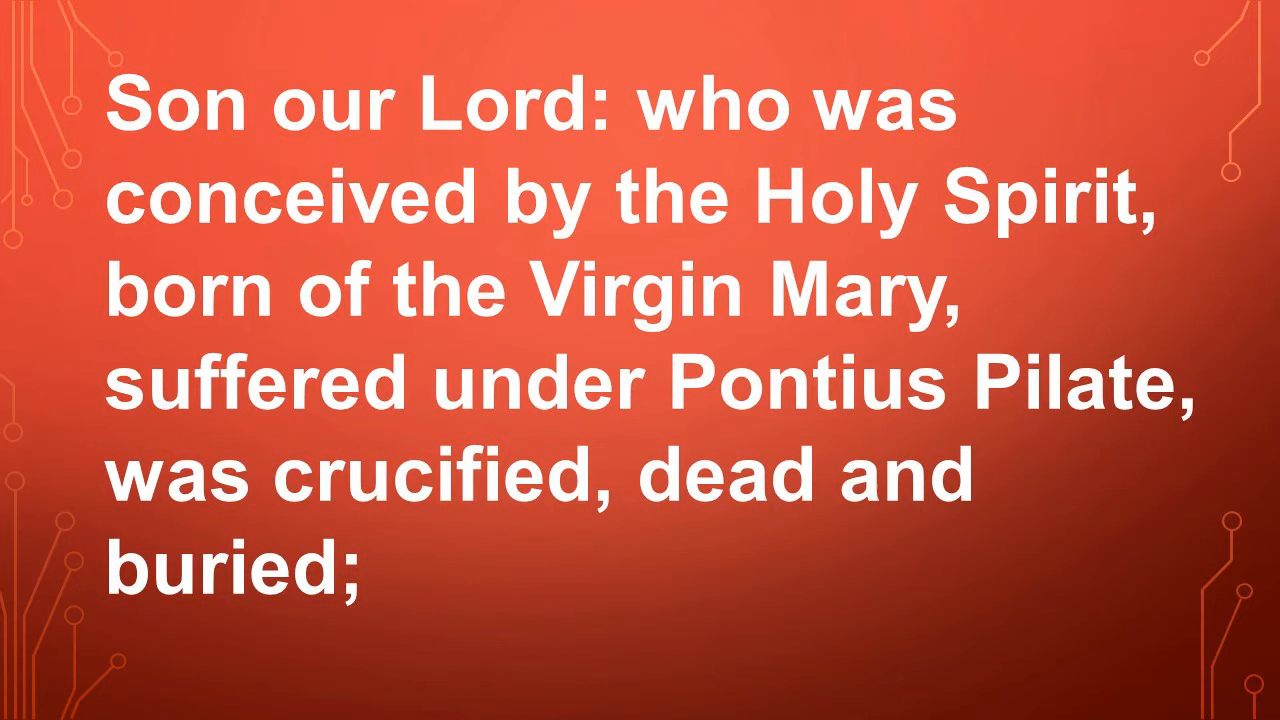 Son our Lord: who was
conceived by the Holy Spirit,
born of the Virgin Mary,
suffered under Pontius Pilate,
was crucified, dead and
buried;